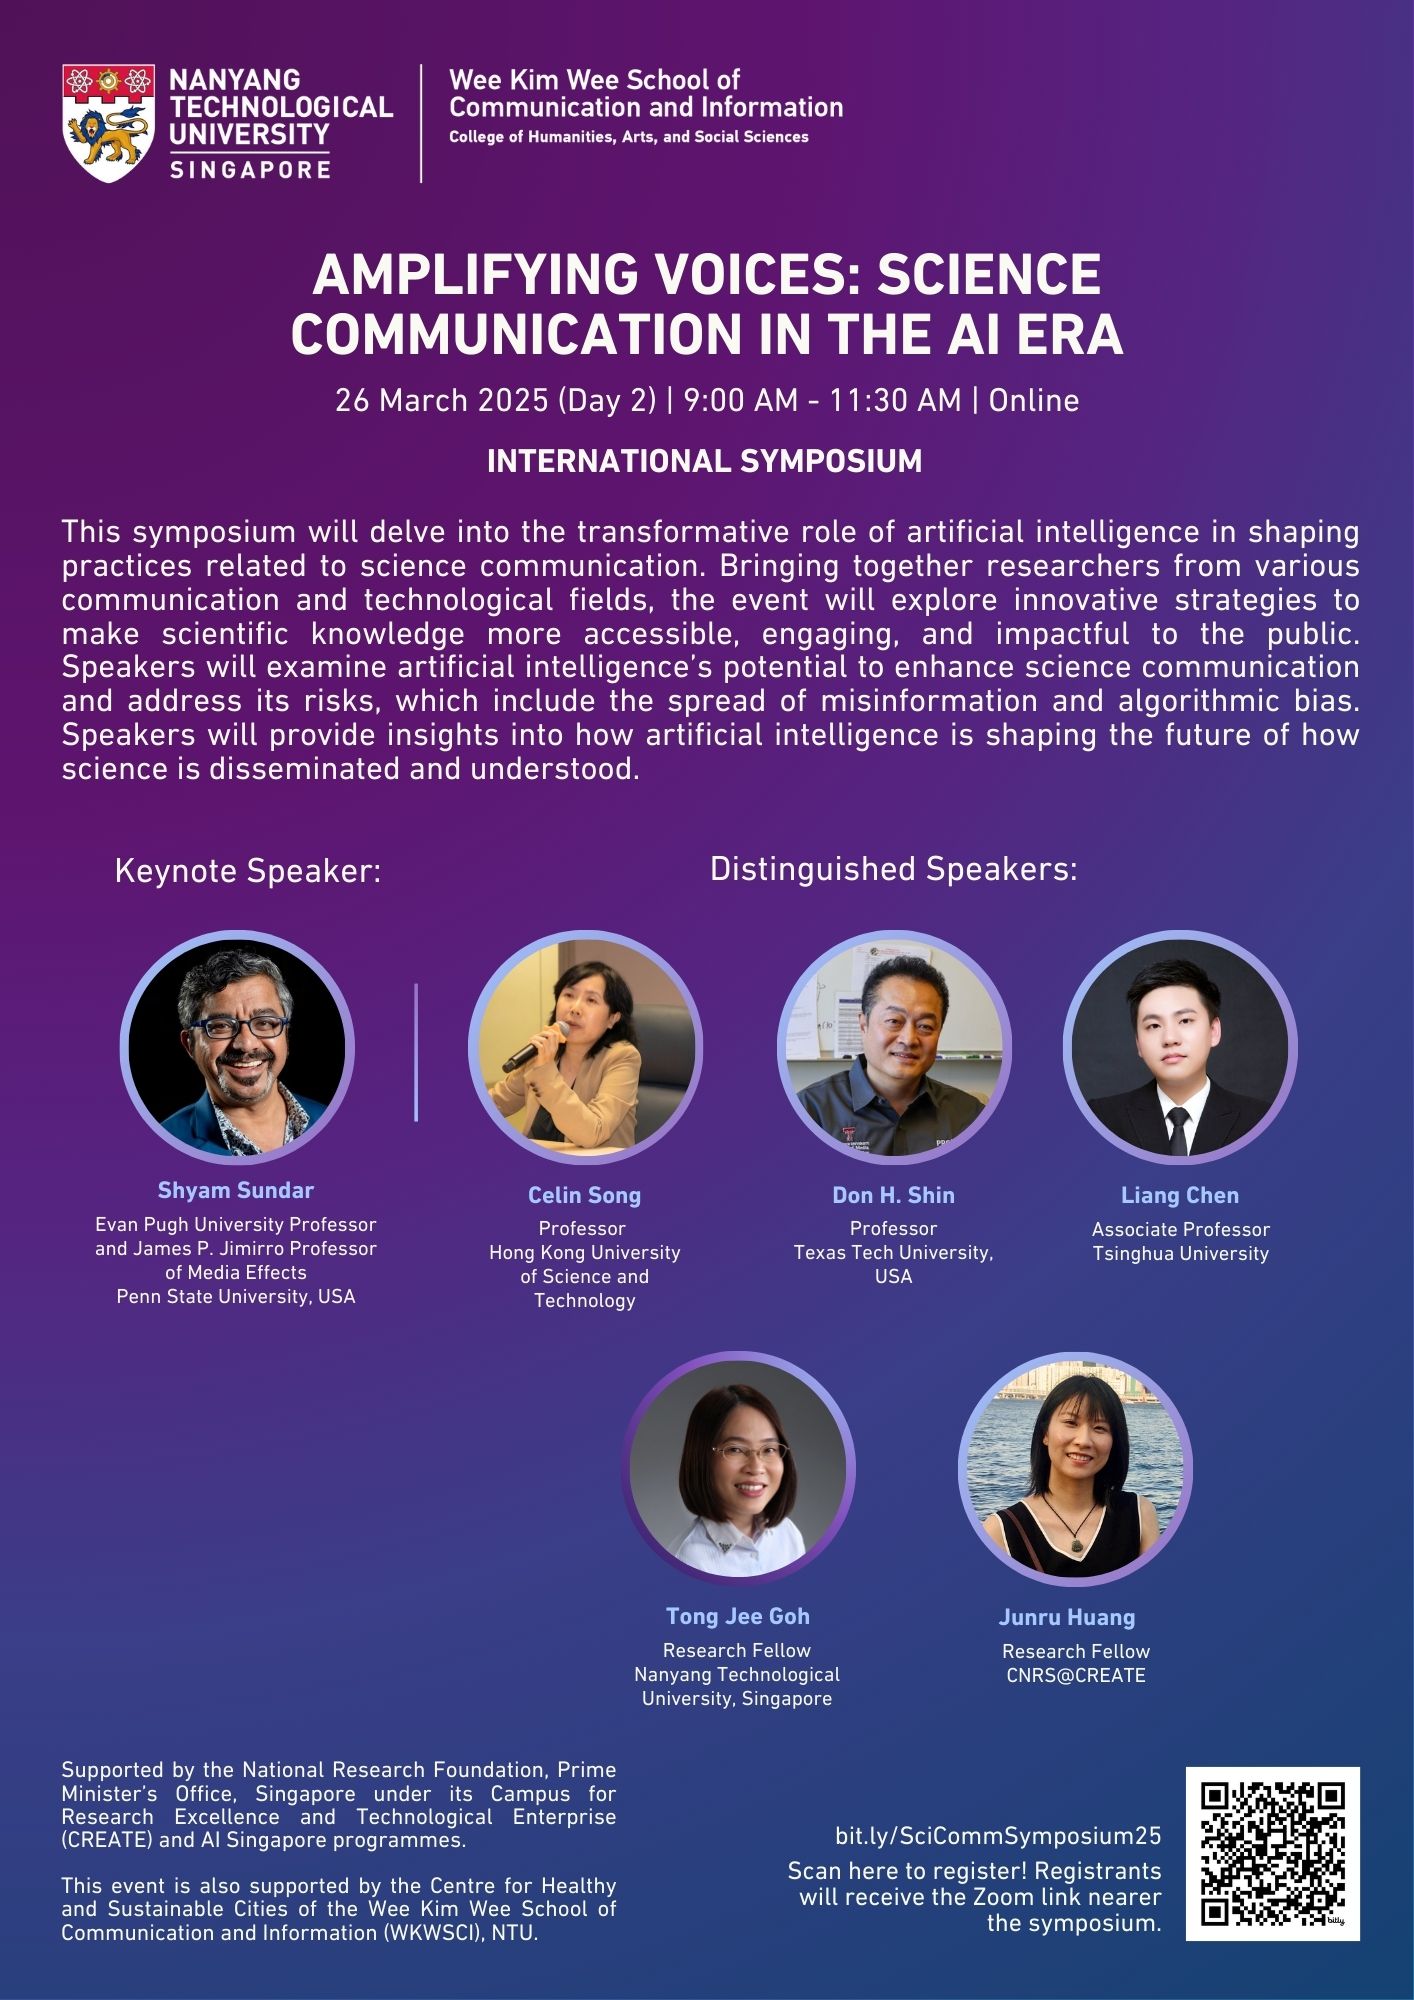 NANYANG
TECHNOLOGICAL
UNIVERSITY
SINGAPORE
Wee Kim Wee School of
Communication and Information
College of Humanities, Arts, and Social Sciences
AMPLIFYING VOICES: SCIENCE
COMMUNICATION IN THE AI ERA
26 March 2025 (Day 2) | 9:00 AM - 11:30 AM | Online
INTERNATIONAL SYMPOSIUM
This symposium will delve into the transformative role of artificial intelligence in shaping
practices related to science communication. Bringing together researchers from various
communication and technological fields, the event will explore innovative strategies to
make scientific knowledge more accessible, engaging, and impactful to the public.
Speakers will examine artificial intelligence's potential to enhance science communication
and address its risks, which include the spread of misinformation and algorithmic bias.
Speakers will provide insights into how artificial intelligence is shaping the future of how
science is disseminated and understood.
Keynote Speaker:
Shyam Sundar
Evan Pugh University Professor
and James P. Jimirro Professor
of Media Effects
Penn State University, USA
Distinguished Speakers:
Celin Song
Professor
Hong Kong University
of Science and
Technology
Don H. Shin
Professor
Texas Tech University,
USA
Liang Chen
Associate Professor
Tsinghua University
Tong Jee Goh
Research Fellow
Nanyang Technological
University, Singapore
Junru Huang
Research Fellow
CNRS@CREATE
Supported by the National Research Foundation, Prime
Minister's Office, Singapore under its Campus for
Research Excellence and Technological Enterprise
(CREATE) and AI Singapore programmes.
This event is also supported by the Centre for Healthy
and Sustainable Cities of the Wee Kim Wee School of
Communication and Information (WKWSCI), NTU.
bit.ly/SciCommSymposium25
Scan here to register! Registrants
will receive the Zoom link nearer
the symposium.
bitly